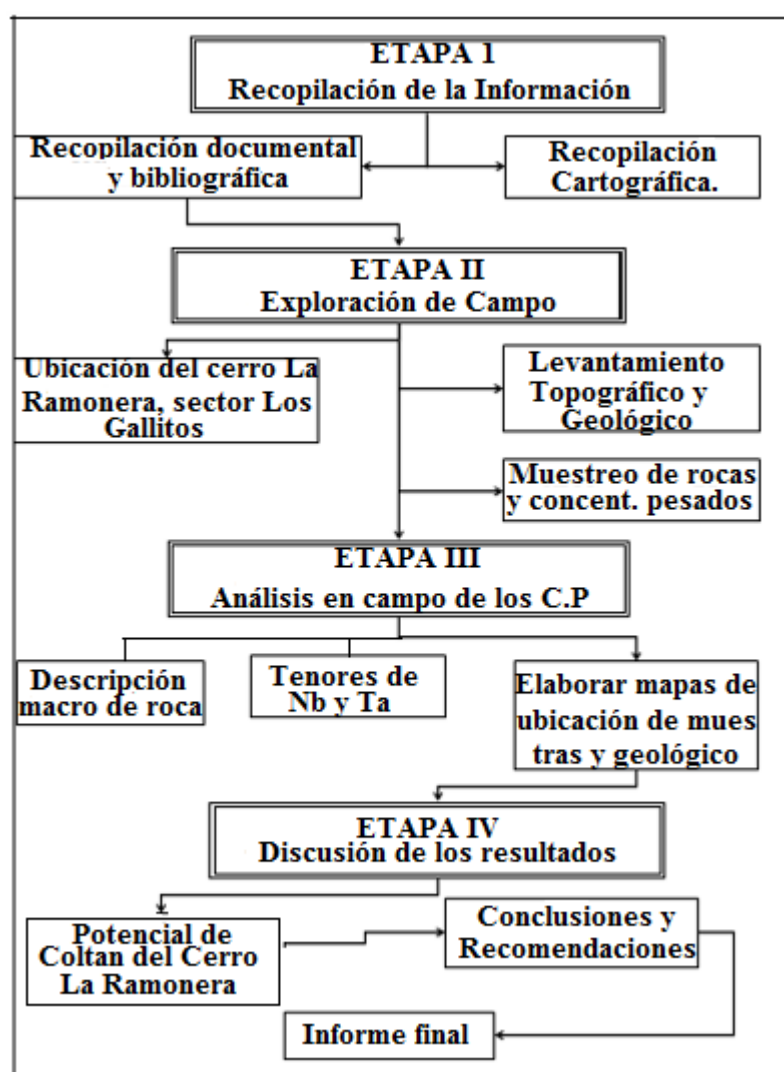 ETAPA 1
Recopilación de la Información
Recopilación documental
y bibliográfica
Recopilación
Cartográfica.
ETAPA II
Exploración de Campo
Ubicación del cerro La
Ramonera, sector Los
Gallitos
Levantamiento
Topográfico y
Geológico
Muestreo de rocas
y concent. pesados
ETAPA III
Análisis en campo de los C.P
Descripción
macro de roca
Tenores de
Nb y Ta
Elaborar mapas de
ubicación de mues
tras y geológico
ETAPA IV
Discusión de los resultados
Potencial de
Coltan del Cerro
La Ramonera
Conclusiones y
Recomendaciones
Informe final